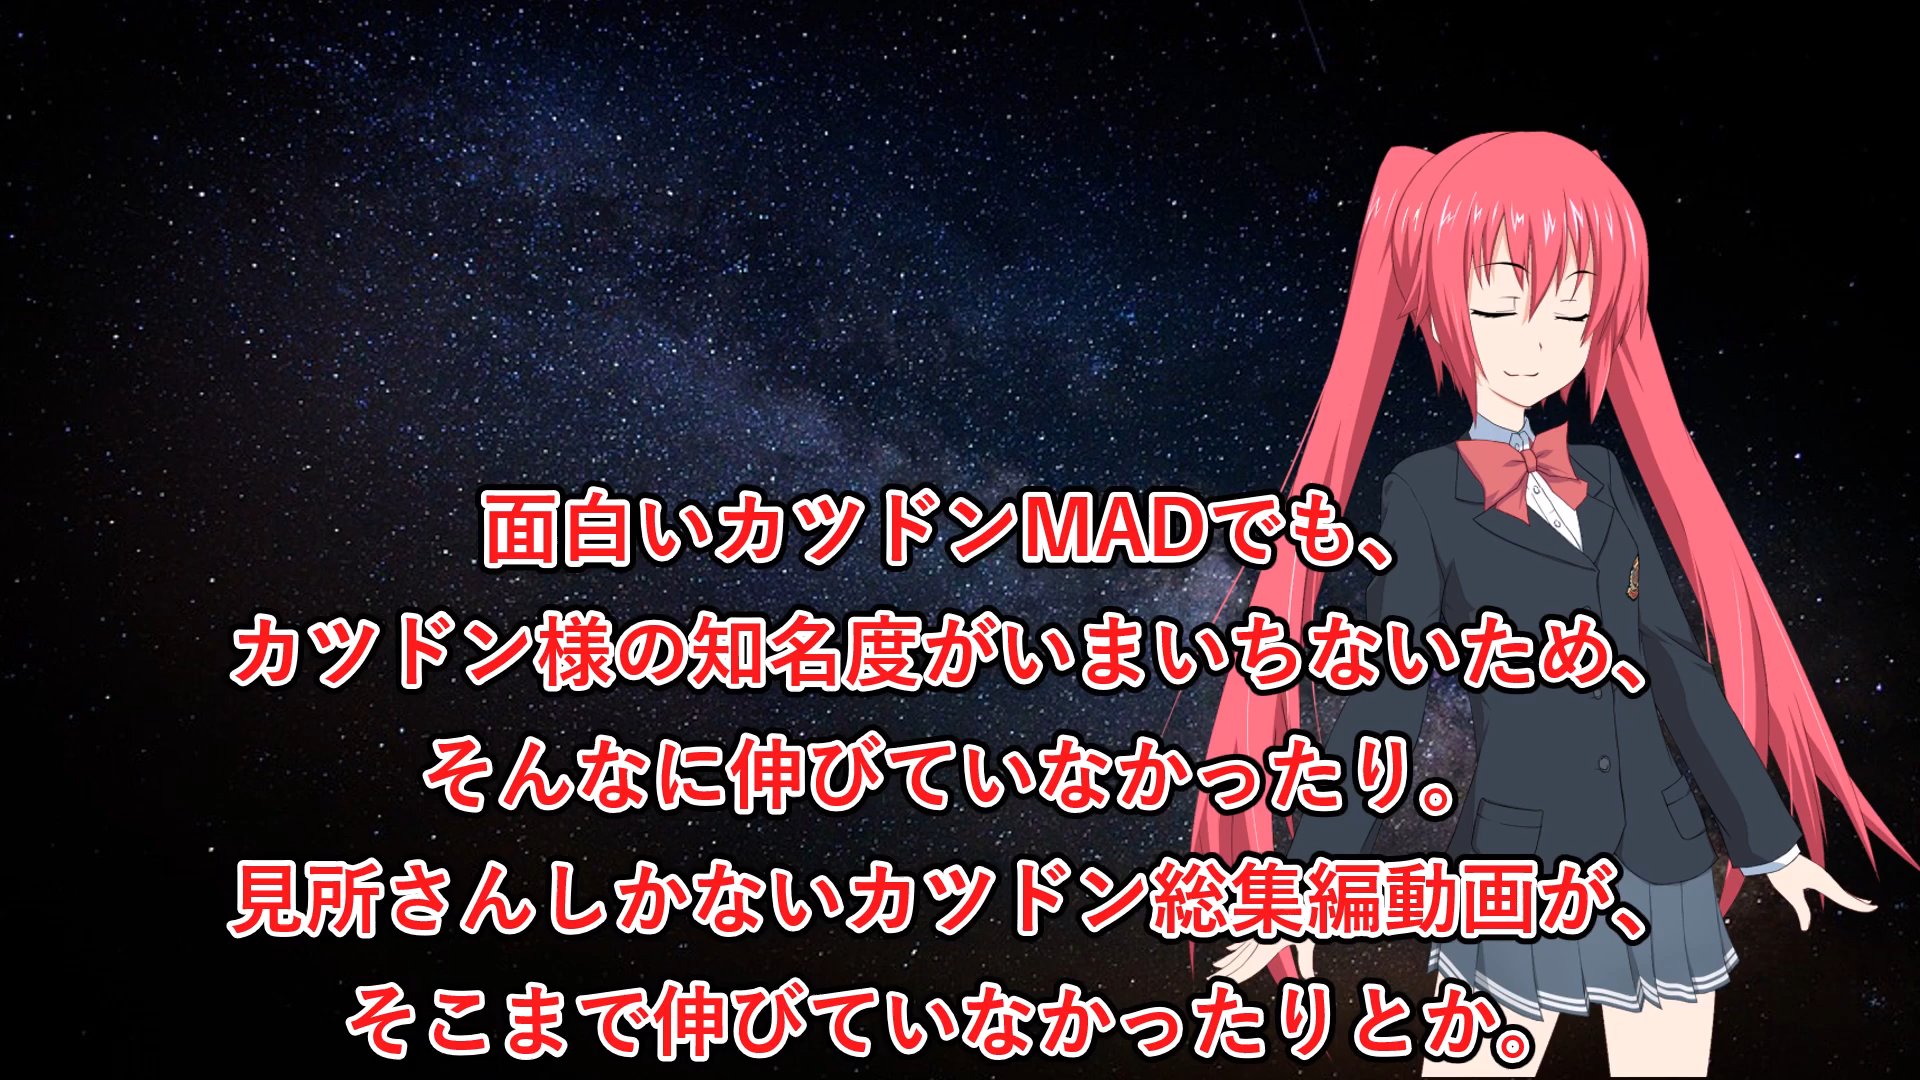 面白いカツドンMADでも、
カツドン様の知名度がいまいちないため、
そんなに伸びていなかったり。
見所さんしかないカツドン総集編動画が、
そこまで伸びていなかったりとか。